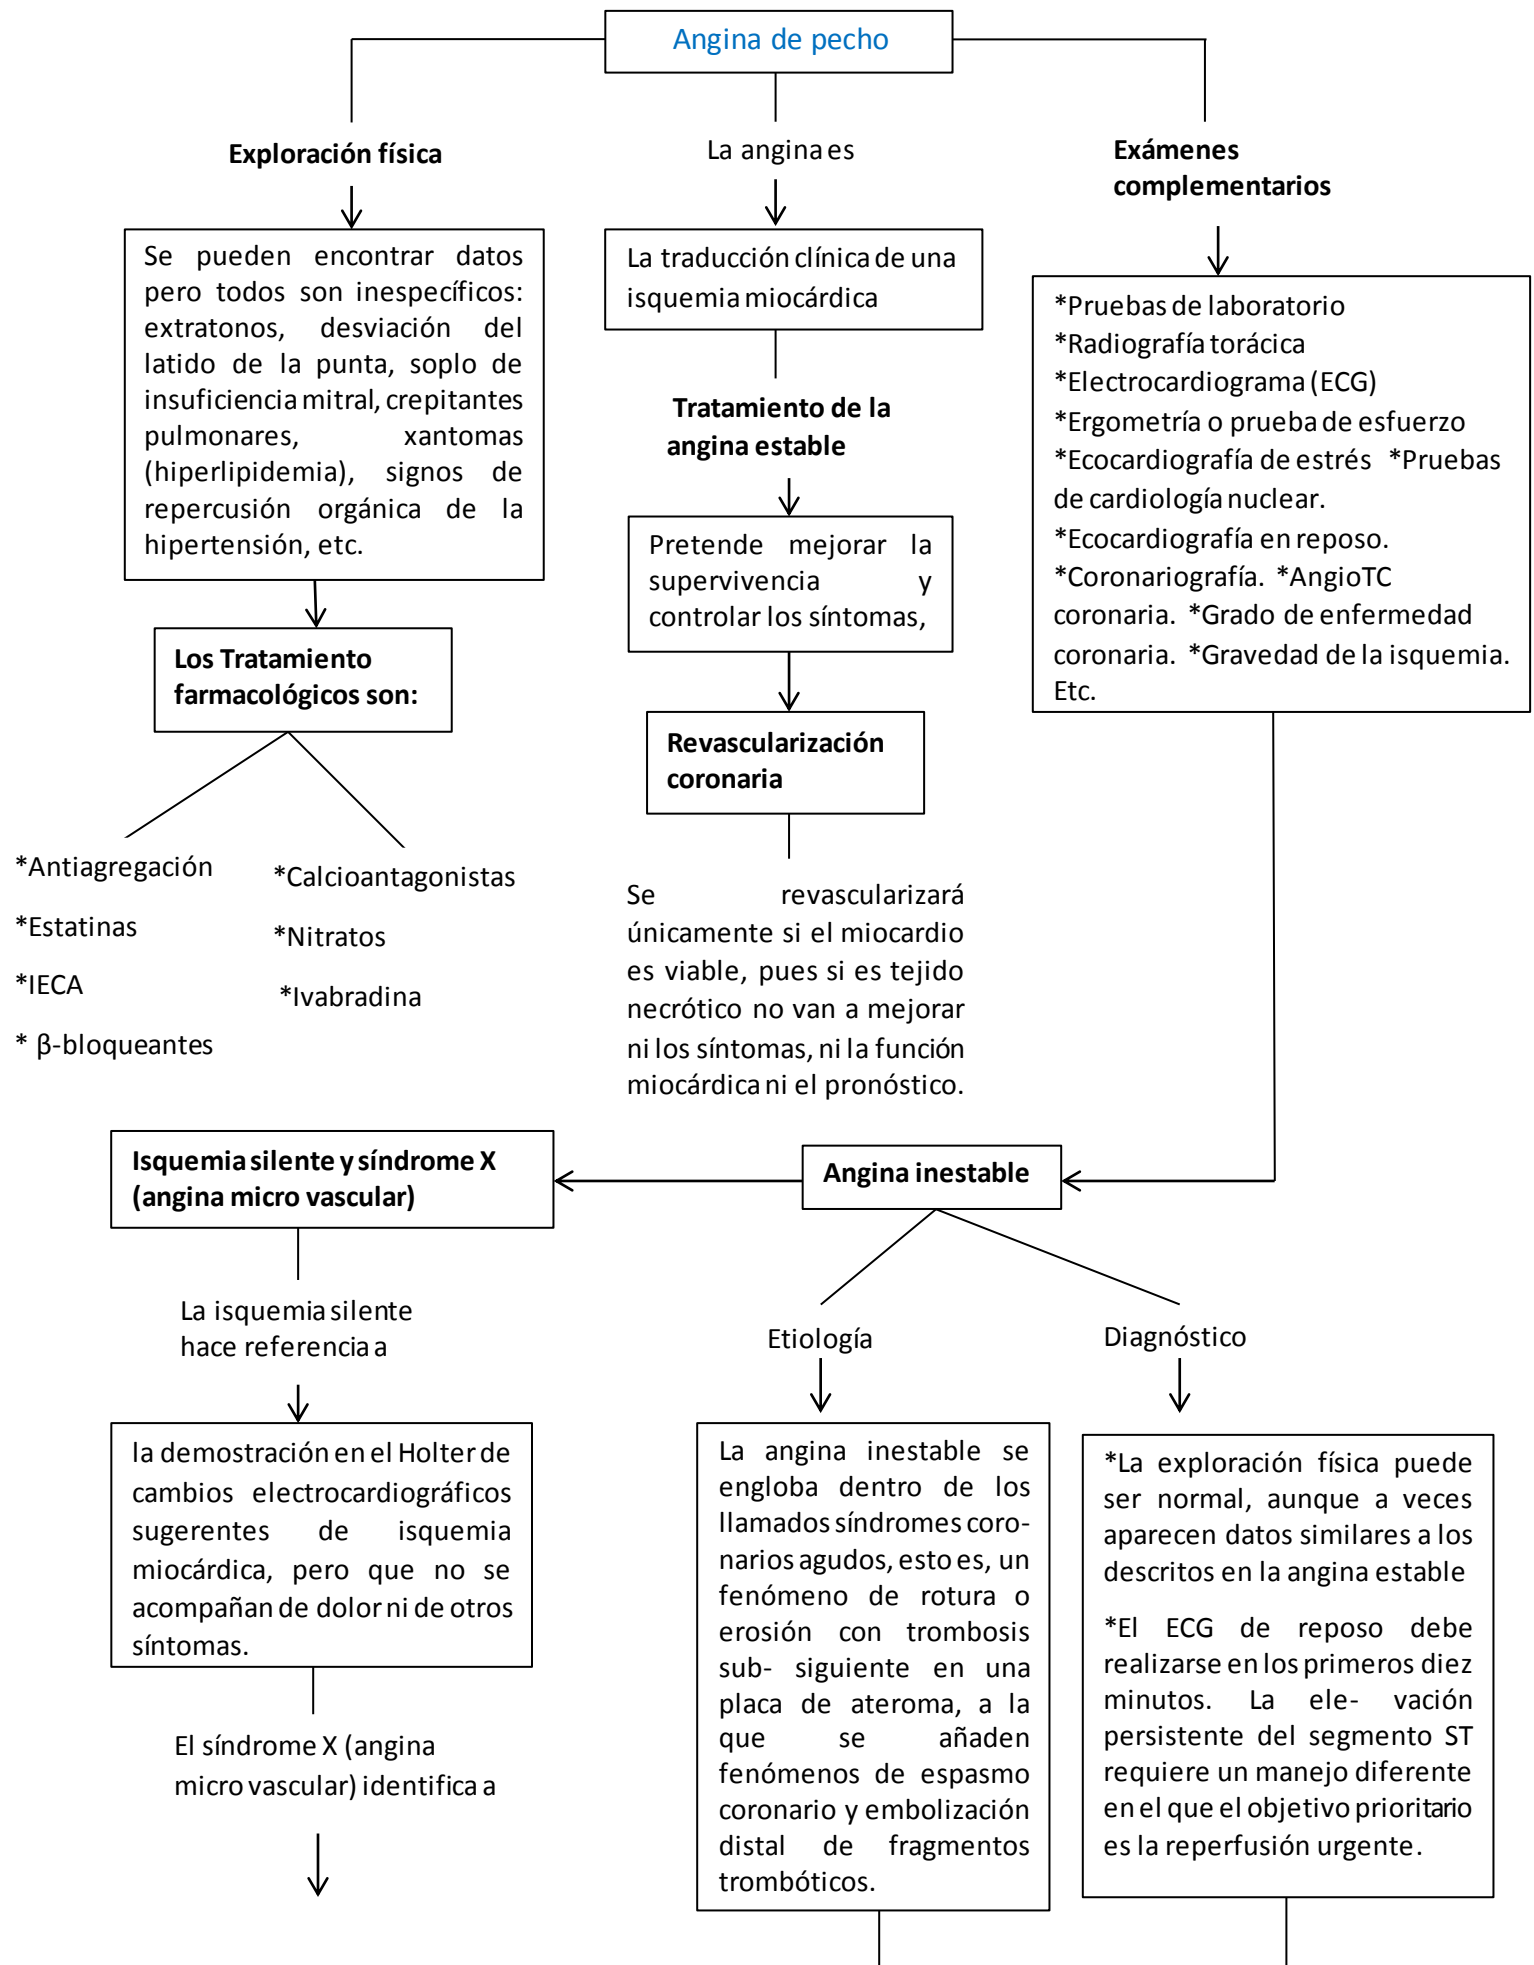 Angina de pecho
Exploración física
La angina es
Exámenes
complementarios
Se pueden encontrar datos
pero todos son inespecíficos:
extratonos, desviación del
latido de la punta, soplo de
insuficiencia mitral, crepitantes
pulmonares, xantomas
(hiperlipidemia), signos de
repercusión orgánica de la
hipertensión, etc.
La traducción clínica de una
isquemia miocárdica
*Pruebas de laboratorio
*Radiografía torácica
*Electrocardiograma (ECG)
*Ergometría o prueba de esfuerzo
*Ecocardiografía de estrés *Pruebas
de cardiología nuclear.
*Ecocardiografía en reposo.
*Coronariografía. *AngioTC
coronaria. *Grado de enfermedad
coronaria. *Gravedad de la isquemia.
Etc.
Tratamiento de la
angina estable
Pretende mejorar la
supervivencia y
controlar los síntomas,
Los Tratamiento
farmacológicos son:
Revascularización
coronaria
*Antiagregación
*Estatinas
*IECA
* β-bloqueantes
*Calcioantagonistas
*Nitratos
*Ivabradina
Se revascularizará
únicamente si el miocardio
es viable, pues si es tejido
necrótico no van a mejorar
ni los síntomas, ni la función
miocárdica ni el pronóstico.
Isquemia silente y síndrome X
(angina micro vascular)
Angina inestable
La isquemia silente
hace referencia a
Etiología
Diagnóstico
la demostración en el Holter de
cambios electrocardiográficos
sugerentes de isquemia
miocárdica, pero que no se
acompañan de dolor ni de otros
síntomas.
La angina inestable se
engloba dentro de los
llamados síndromes coro-
narios agudos, esto es, un
fenómeno de rotura o
erosión con trombosis
sub- siguiente en una
placa de ateroma, a la
que se añaden
fenómenos de espasmo
coronario y embolización
distal de fragmentos
trombóticos.
*La exploración física puede
ser normal, aunque a veces
aparecen datos similares a los
descritos en la angina estable
*El ECG de reposo debe
realizarse en los primeros diez
minutos. La ele- vación
persistente del segmento ST
requiere un manejo diferente
en el que el objetivo prioritario
es la reperfusión urgente.
El síndrome X (angina
micro vascular) identifica a